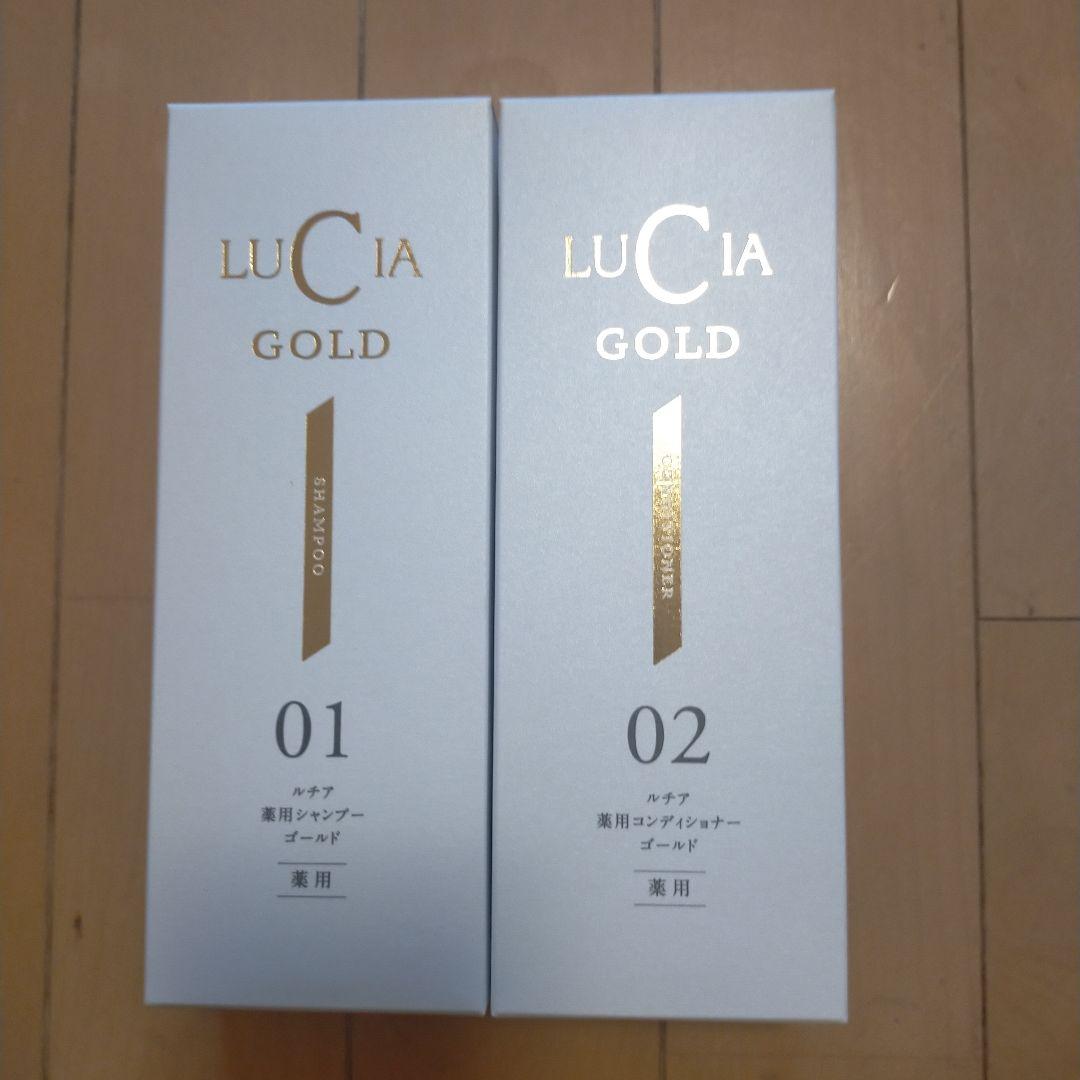 LUCIA
GOLD
SHAMPOO
01
ルチア
薬用シャンプー
ゴールド
薬用
LUCIA
GOLD
CONDITIONER
02
ルチア
薬用コンディショナー
ゴールド
薬用